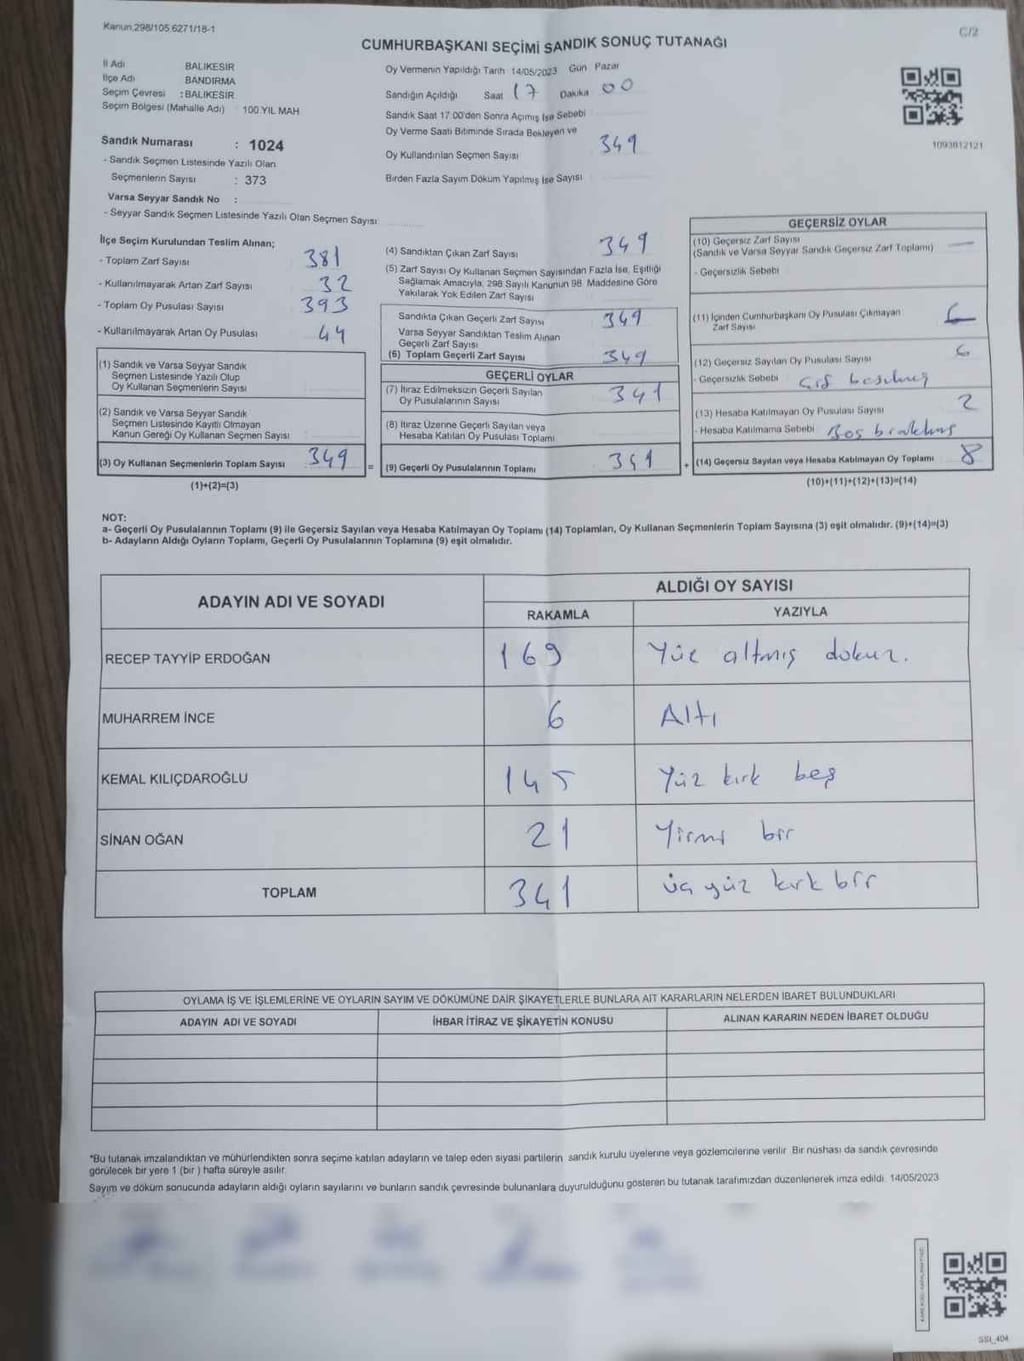 Kanun,298/105.6271/18-1
C/2
CUMHURBAŞKANI SEÇİMİ SANDIK SONUÇ TUTANAĞI
İl Adı BALIKESİR
İlçe Adı BANDIRMA
Seçim Çevresi : BALIKESİR
Seçim Bölgesi (Mahalle Adı) 100.YIL MAH
Sandık Numarası : 1024
- Sandık Seçmen Listesinde Yazılı Olan
Seçmenlerin Sayısı : 373
Varsa Seyyar Sandık No :
- Seyyar Sandık Seçmen Listesinde Yazılı Olan Seçmen Sayısı
Oy Vermenin Yapıldığı Tarih 14/05/2023 Gün Pazar
Sandığın Açıldığı Saat 17 Dakika 00
Sandık Saat 17.00'den Sonra Açılmış İse Sebebi
Oy Verme Saati Bitiminde Sırada Bekleyen ve
Oy Kullandırılan Seçmen Sayısı 349
Birden Fazla Sayım Döküm Yapılmış İse Sayısı
1093812121
İlçe Seçim Kurulundan Teslim Alınan;
- Toplam Zarf Sayısı 381
- Kullanılmayarak Artan Zarf Sayısı 32
- Toplam Oy Pusulası Sayısı 393
- Kullanılmayarak Artan Oy Pusulası 44
(1) Sandık ve Varsa Seyyar Sandık
Seçmen Listesinde Yazılı Olup
Oy Kullanan Seçmenlerin Sayısı
(2) Sandık ve Varsa Seyyar Sandık
Seçmen Listesinde Kayıtlı Olmayan
Kanun Gereği Oy Kullanan Seçmen Sayısı
(3) Oy Kullanan Seçmenlerin Toplam Sayısı 349
(1)+(2)=(3)
(4) Sandıktan Çıkan Zarf Sayısı 349
(5) Zarf Sayısı Oy Kullanan Seçmen Sayısından Fazla İse, Eşitliği
Sağlamak Amacıyla, 298 Sayılı Kanunun 98. Maddesine Göre
Yakılarak Yok Edilen Zarf Sayısı
Sandıkta Çıkan Geçerli Zarf Sayısı 349
Varsa Seyyar Sandıktan Teslim Alınan
Geçerli Zarf Sayısı
(6) Toplam Geçerli Zarf Sayısı 349
GEÇERLİ OYLAR
(7) İtiraz Edilmeksizin Geçerli Sayılan
Oy Pusulalarının Sayısı 341
(8) İtiraz Üzerine Geçerli Sayılan veya
Hesaba Katılan Oy Pusulası Toplamı
= (9) Geçerli Oy Pusulalarının Toplamı 341
GEÇERSİZ OYLAR
(10) Geçersiz Zarf Sayısı —
(Sandık ve Varsa Seyyar Sandık Geçersiz Zarf Toplamı)
- Geçersizlik Sebebi
(11) İçinden Cumhurbaşkanı Oy Pusulası Çıkmayan
Zarf Sayısı
(12) Geçersiz Sayılan Oy Pusulası Sayısı 6
- Geçersizlik Sebebi Çift basılmış
(13) Hesaba Katılmayan Oy Pusulası Sayısı 2
- Hesaba Katılmama Sebebi Boş bırakılmış
+ (14) Geçersiz Sayılan veya Hesaba Katılmayan Oy Toplamı 8
(10)+(11)+(12)+(13)=(14)
NOT:
a- Geçerli Oy Pusulalarının Toplamı (9) ile Geçersiz Sayılan veya Hesaba Katılmayan Oy Toplamı (14) Toplamları, Oy Kullanan Seçmenlerin Toplam Sayısına (3) eşit olmalıdır. (9)+(14)=(3)
b- Adayların Aldığı Oyların Toplamı, Geçerli Oy Pusulalarının Toplamına (9) eşit olmalıdır.
ADAYIN ADI VE SOYADI ALDIĞI OY SAYISI
RAKAMLA YAZIYLA
RECEP TAYYİP ERDOĞAN 169 Yüz altmış dokuz.
MUHARREM İNCE 6 Altı
KEMAL KILIÇDAROĞLU 145 Yüz kırk beş
SİNAN OĞAN 21 Yirmi bir
TOPLAM 341 üç yüz kırk bir
OYLAMA İŞ VE İŞLEMLERİNE VE OYLARIN SAYIM VE DÖKÜMÜNE DAİR ŞİKAYETLERLE BUNLARA AİT KARARLARIN NELERDEN İBARET BULUNDUKLARI
ADAYIN ADI VE SOYADI İHBAR İTİRAZ VE ŞİKAYETİN KONUSU ALINAN KARARIN NEDEN İBARET OLDUĞU
*Bu tutanak imzalandıktan ve mühürlendikten sonra seçime katılan adayların ve talep eden siyasi partilerin sandık kurulu üyelerine veya gözlemcilerine verilir. Bir nüshası da sandık çevresinde
görülecek bir yere 1 (bir ) hafta süreyle asılır.
Sayım ve döküm sonucunda adayların aldığı oyların sayılarını ve bunların sandık çevresinde bulunanlara duyurulduğunu gösteren bu tutanak tarafımızdan düzenlenerek imza edildi. 14/05/2023